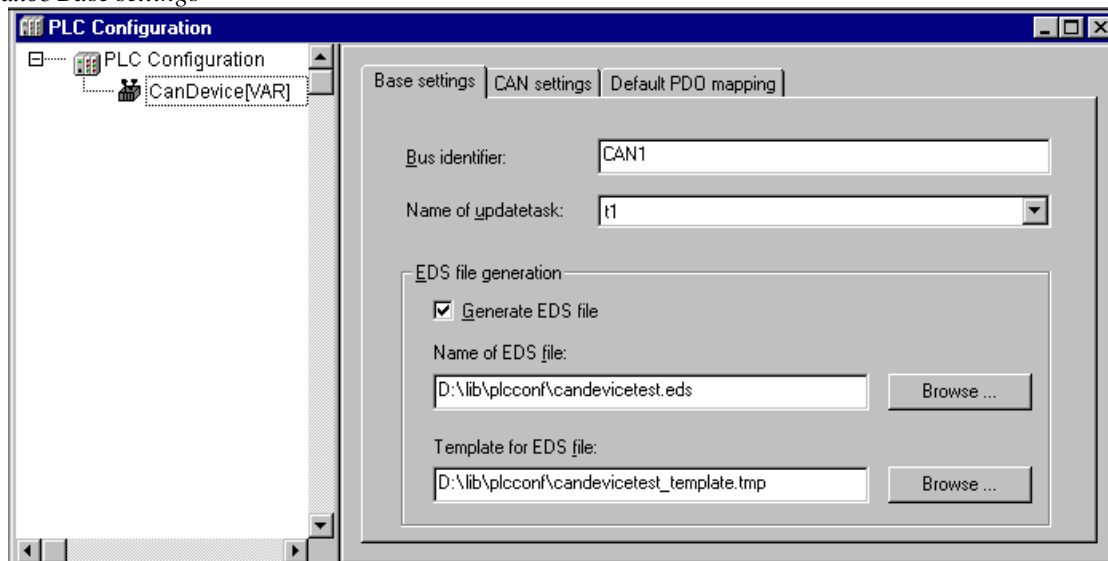 Base settings
PLC Configuration
PLC Configuration
CanDevice[VAR]
Base settings CAN settings Default PDO mapping
Bus identifier: CAN1
Name of updatetask: t1
EDS file generation
Generate EDS file
Name of EDS file:
D:\lib\plcconf\candevicetest.eds Browse ...
Template for EDS file:
D:\lib\plcconf\candevicetest_template.tmp Browse ...